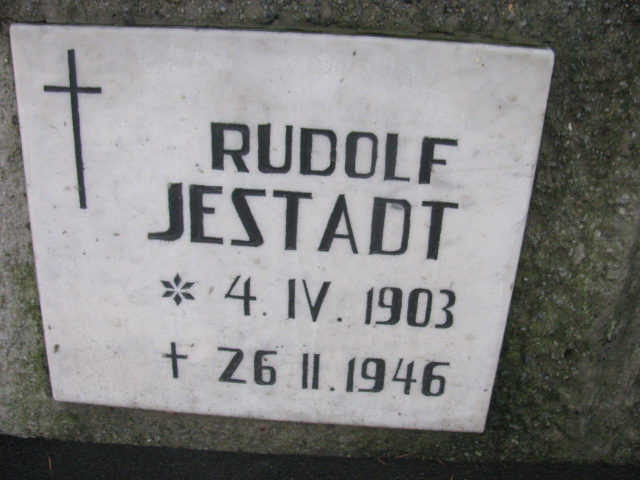 RUDOLF
JESTADT
* 4. IV. 1903
† 26 II. 1946